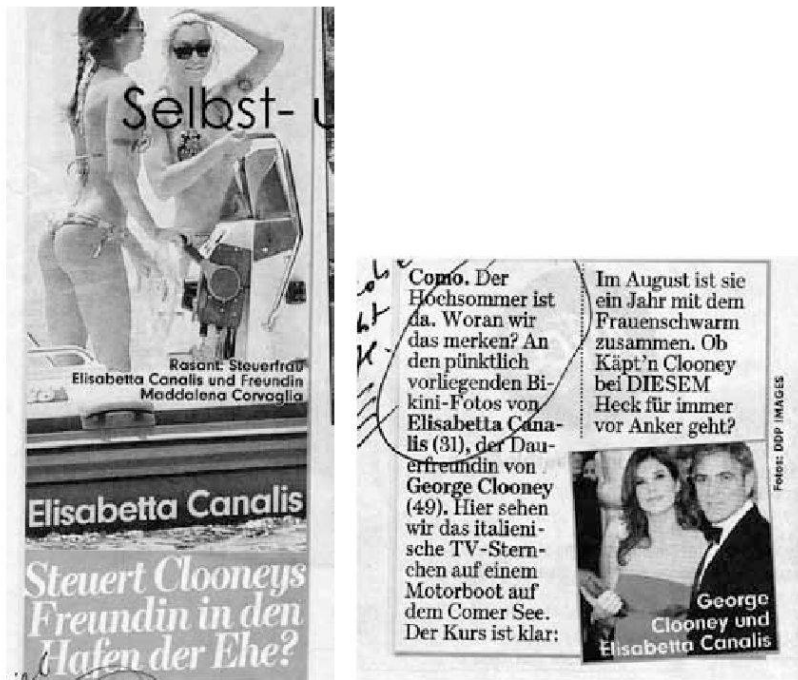 Selbst- u
Rasant: Steuerfrau
Elisabetta Canalis und Freundin
Maddalena Corvaglia
Elisabetta Canalis
Steuert Clooneys
Freundin in den
Hafen der Ehe?
Como. Der
Hochsommer ist
da. Woran wir
das merken? An
den pünktlich
vorliegenden Bi-
kini-Fotos von
Elisabetta Cana-
lis (31), der Dau-
erfreundin von
George Clooney
(49). Hier sehen
wir das italieni-
sche TV-Stern-
chen auf einem
Motorboot auf
dem Comer See.
Der Kurs ist klar:
Im August ist sie
ein Jahr mit dem
Frauenschwarm
zusammen. Ob
Käpt'n Clooney
bei DIESEM
Heck für immer
vor Anker geht?
Fotos: DDP IMAGES
George
Clooney und
Elisabetta Canalis